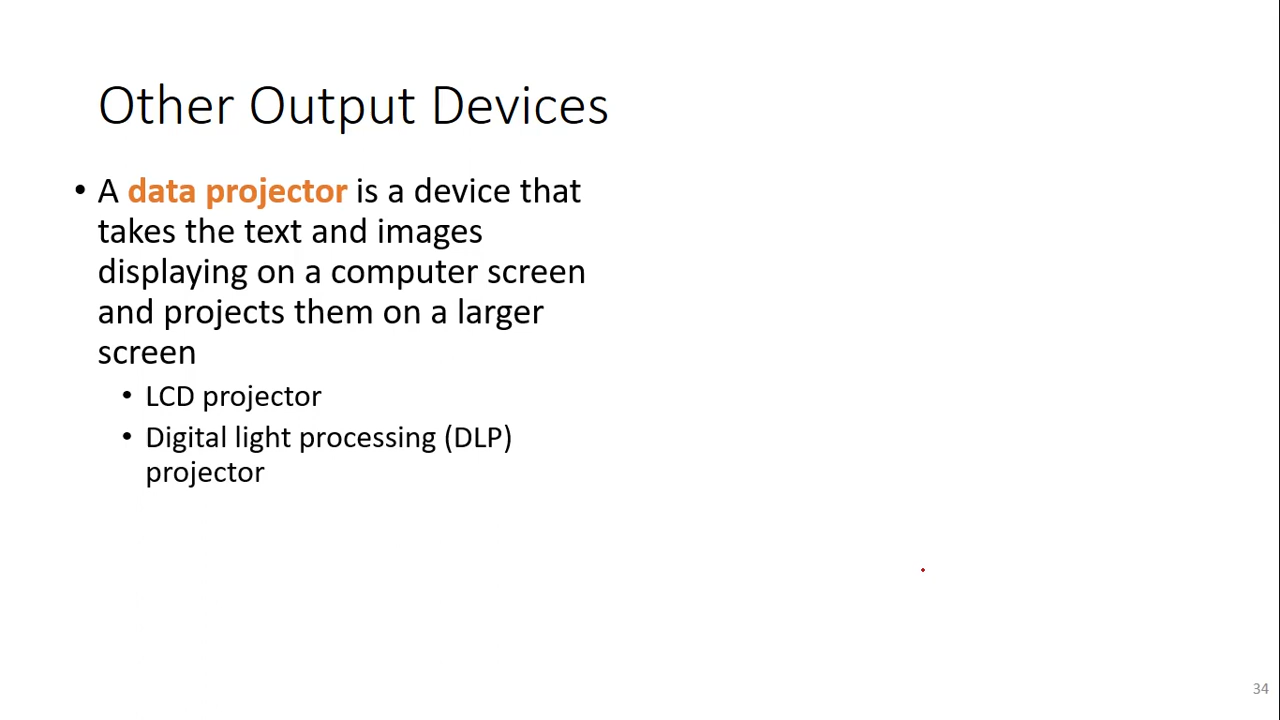 Other Output Devices
• A data projector is a device that
takes the text and images
displaying on a computer screen
and projects them on a larger
screen
• LCD projector
• Digital light processing (DLP)
projector
34